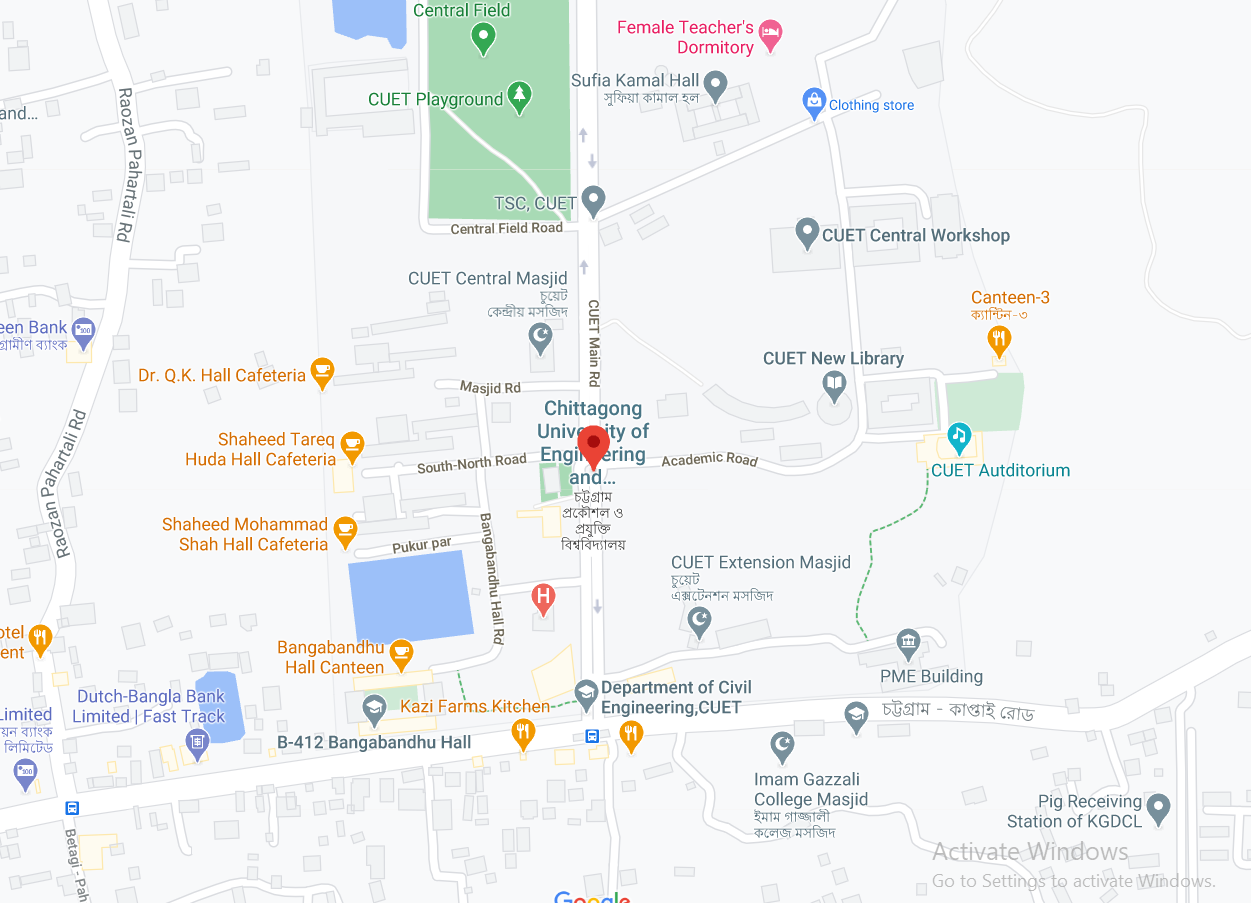 Central Field
Female Teacher's
Dormitory
Sufia Kamal Hall
সুফিয়া কামাল হল
CUET Playground
Clothing store
and...
Raozan Pahartali Rd
TSC, CUET
Central Field Road
CUET Central Workshop
CUET Central Masjid
চুয়েট
কেন্দ্রীয় মসজিদ
Canteen-3
ক্যান্টিন-৩
CUET Main Rd
een Bank
গ্রামীণ ব্যাংক
CUET New Library
Dr. Q.K. Hall Cafeteria
Masjid Rd
Chittagong
University of
Engineering
and...
চট্টগ্রাম
প্রকৌশল ও
প্রযুক্তি
বিশ্ববিদ্যালয়
Shaheed Tareq
Huda Hall Cafeteria
South-North Road
Academic Road
CUET Autditorium
Raozan Pahartali Rd
Shaheed Mohammad
Shah Hall Cafeteria
Pukur par
Bangabandhu Hall Rd
CUET Extension Masjid
চুয়েট
এক্সটেনশন মসজিদ
H
otel
ent
Bangabandhu
Hall Canteen
PME Building
Dutch-Bangla Bank
Limited | Fast Track
Kazi Farms Kitchen
Department of Civil
Engineering,CUET
চট্টগ্রাম - কাপ্তাই রোড
Limited
য়ন ব্যাংক
লিমিটেড
B-412 Bangabandhu Hall
Imam Gazzali
College Masjid
ইমাম গাজ্জালী
কলেজ মসজিদ
Pig Receiving
Station of KGDCL
Betagi - Pah
Activate Windows
Go to Settings to activate Windows.
Google